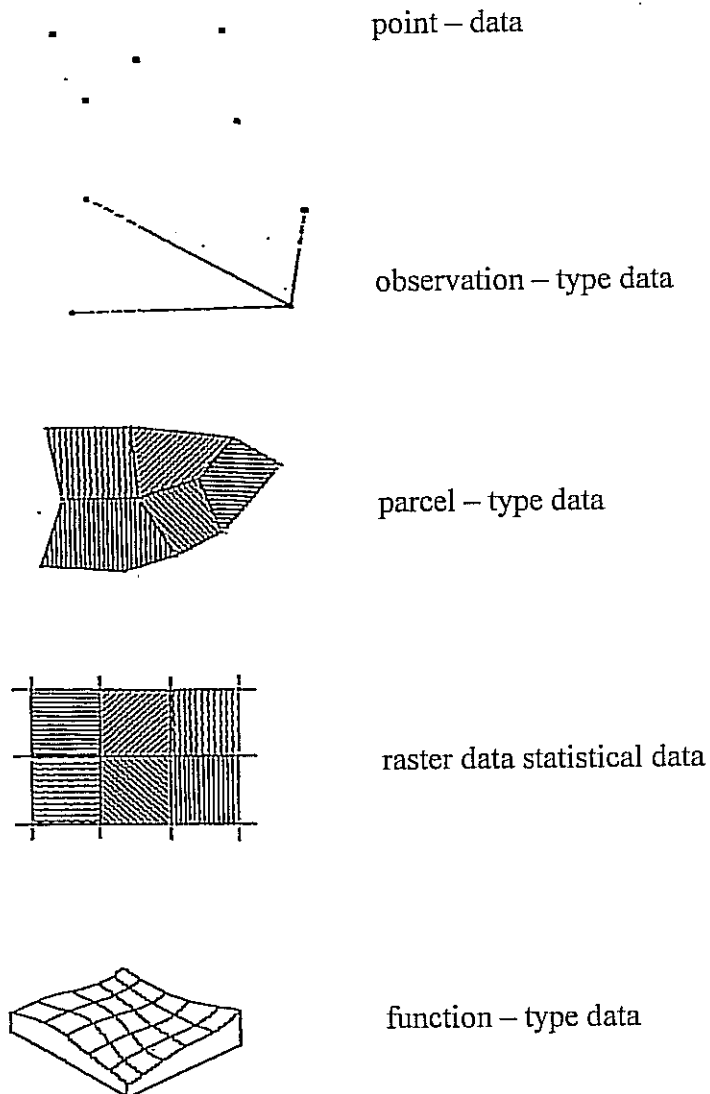 point – data
observation – type data
parcel – type data
raster data statistical data
function – type data